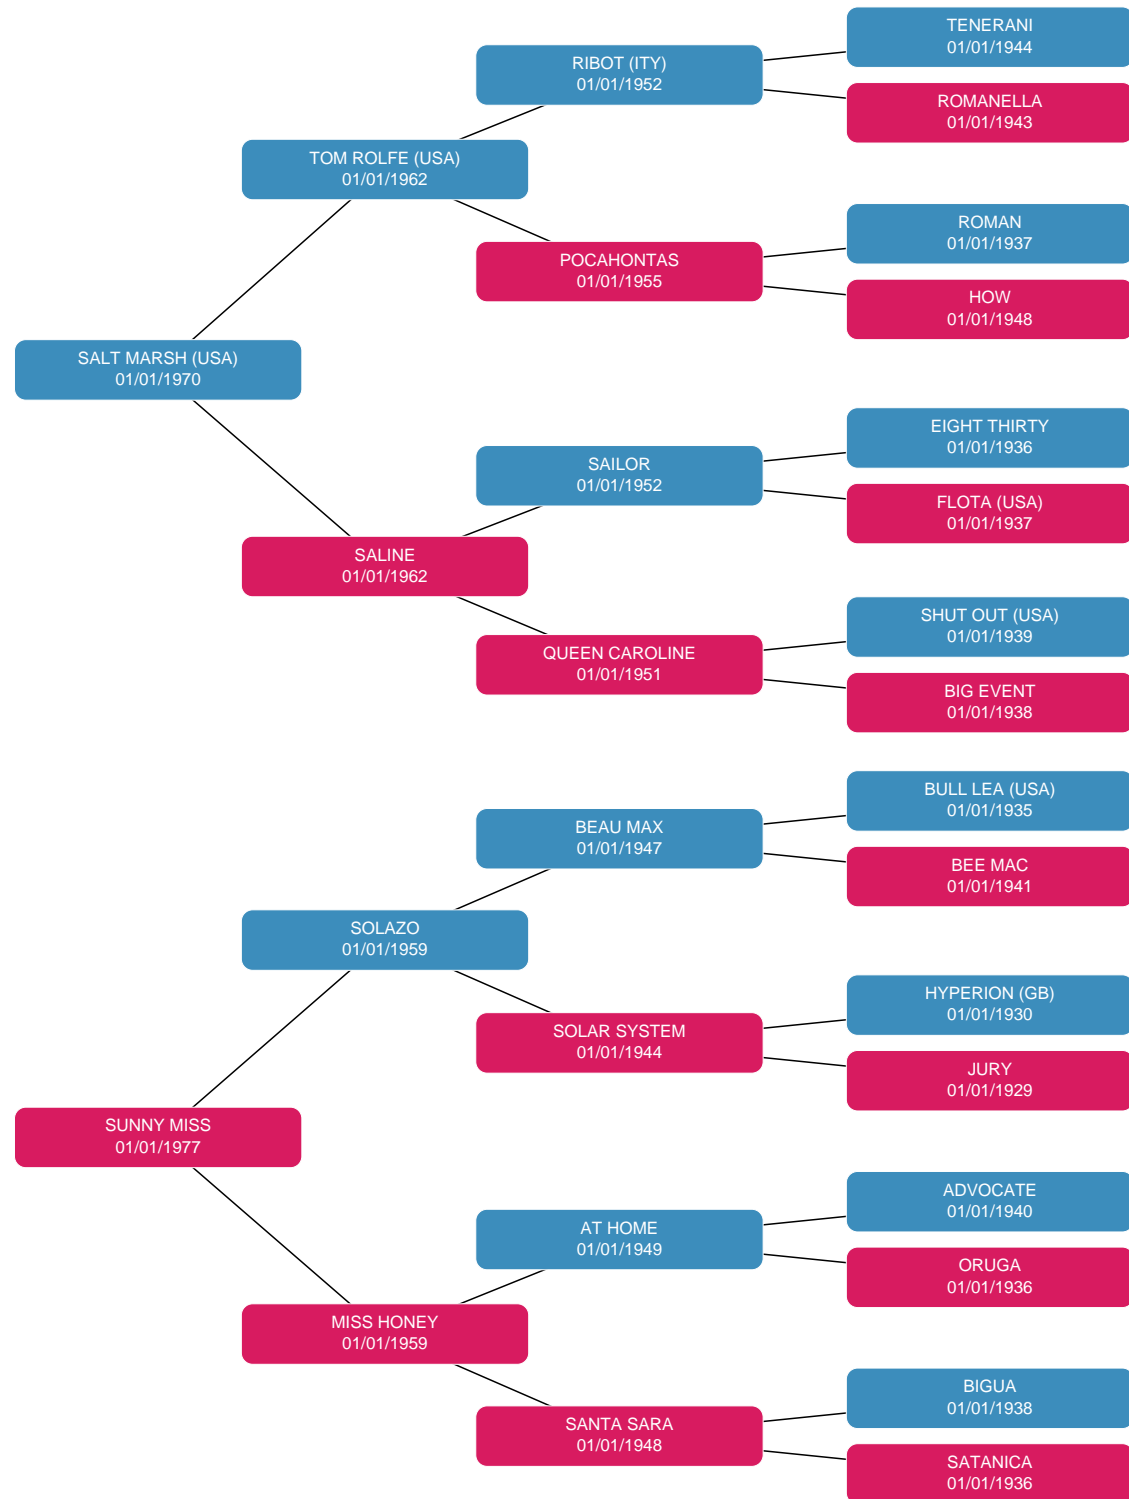 TENERANI
01/01/1944
RIBOT (ITY)
01/01/1952
ROMANELLA
01/01/1943
TOM ROLFE (USA)
01/01/1962
ROMAN
01/01/1937
POCAHONTAS
01/01/1955
HOW
01/01/1948
SALT MARSH (USA)
01/01/1970
EIGHT THIRTY
01/01/1936
SAILOR
01/01/1952
FLOTA (USA)
01/01/1937
SALINE
01/01/1962
SHUT OUT (USA)
01/01/1939
QUEEN CAROLINE
01/01/1951
BIG EVENT
01/01/1938
BULL LEA (USA)
01/01/1935
BEAU MAX
01/01/1947
BEE MAC
01/01/1941
SOLAZO
01/01/1959
HYPERION (GB)
01/01/1930
SOLAR SYSTEM
01/01/1944
JURY
01/01/1929
SUNNY MISS
01/01/1977
ADVOCATE
01/01/1940
AT HOME
01/01/1949
ORUGA
01/01/1936
MISS HONEY
01/01/1959
BIGUA
01/01/1938
SANTA SARA
01/01/1948
SATANICA
01/01/1936